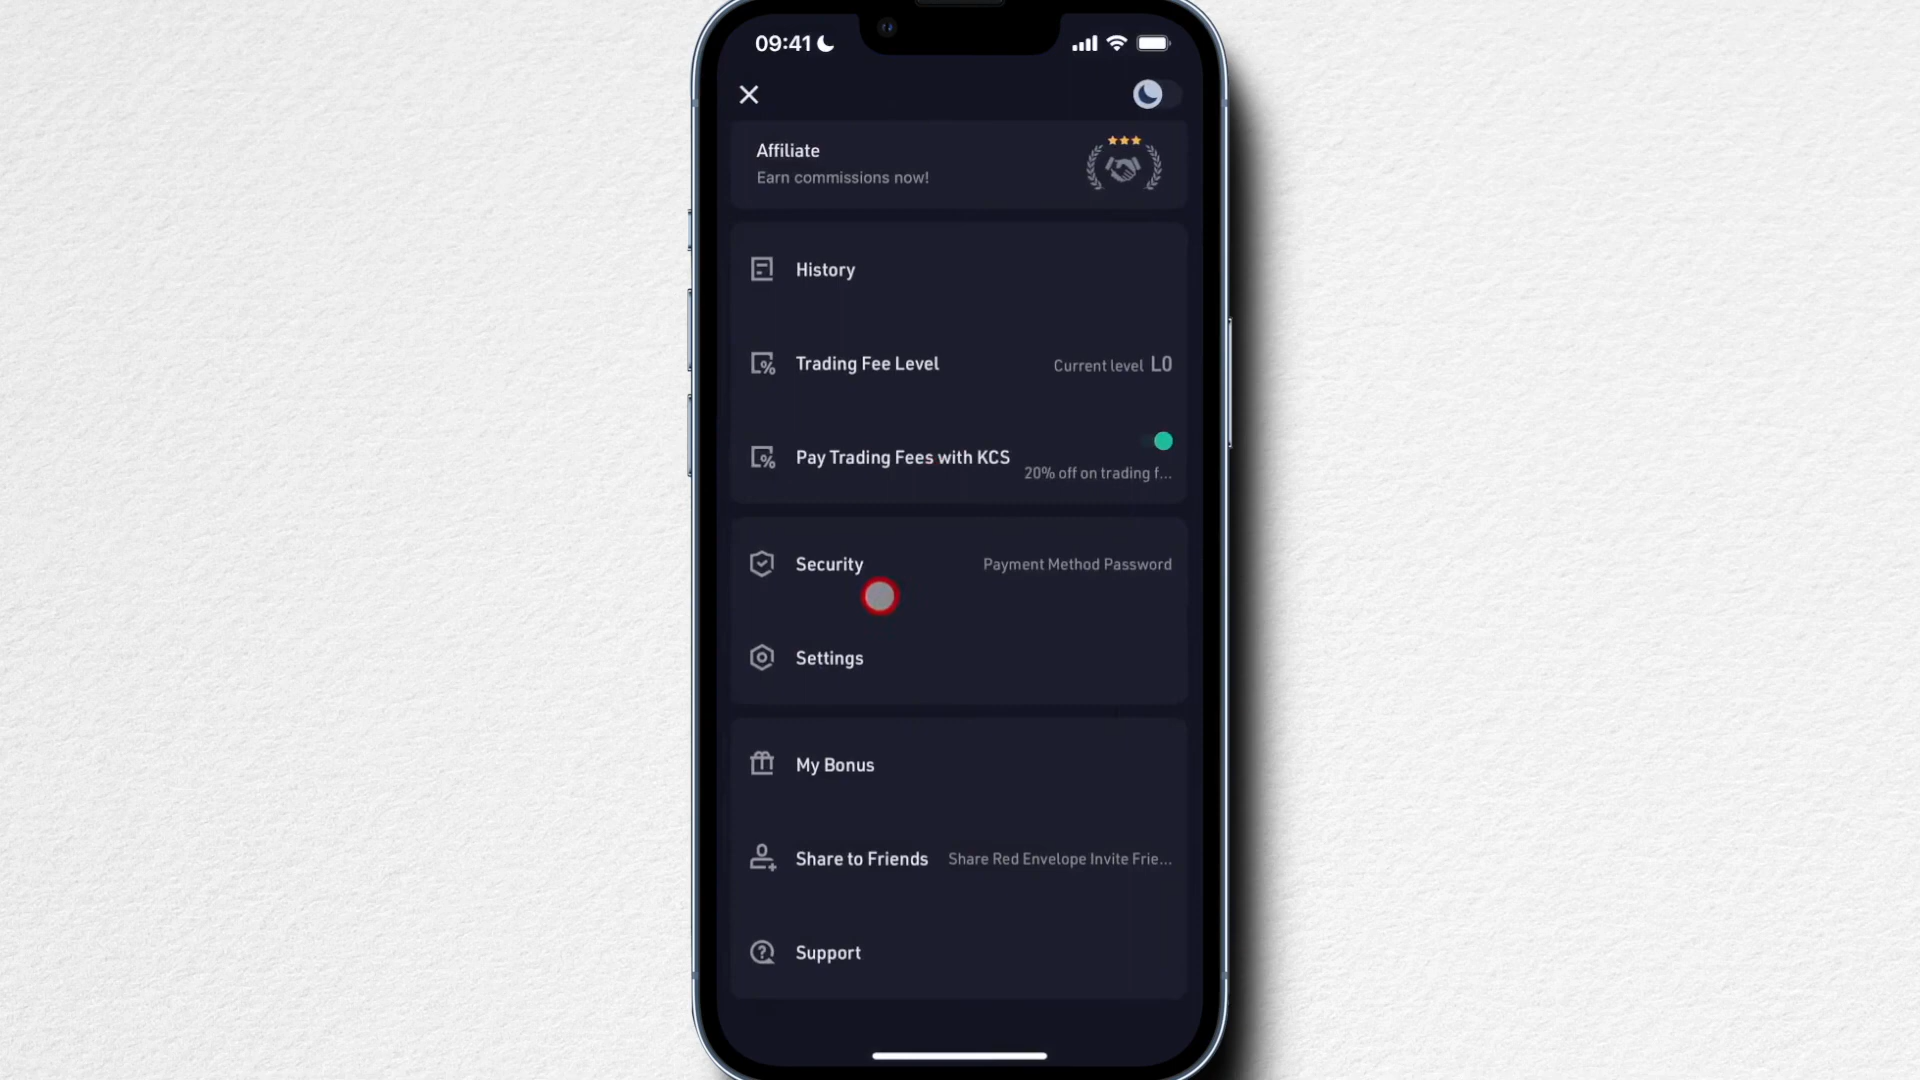 09:41
Affiliate
Earn commissions now!
History
Trading Fee Level
Current level L0
Pay Trading Fees with KCS
20% off on trading f...
Security
Payment Method Password
Settings
My Bonus
Share to Friends
Share Red Envelope Invite Frie...
Support